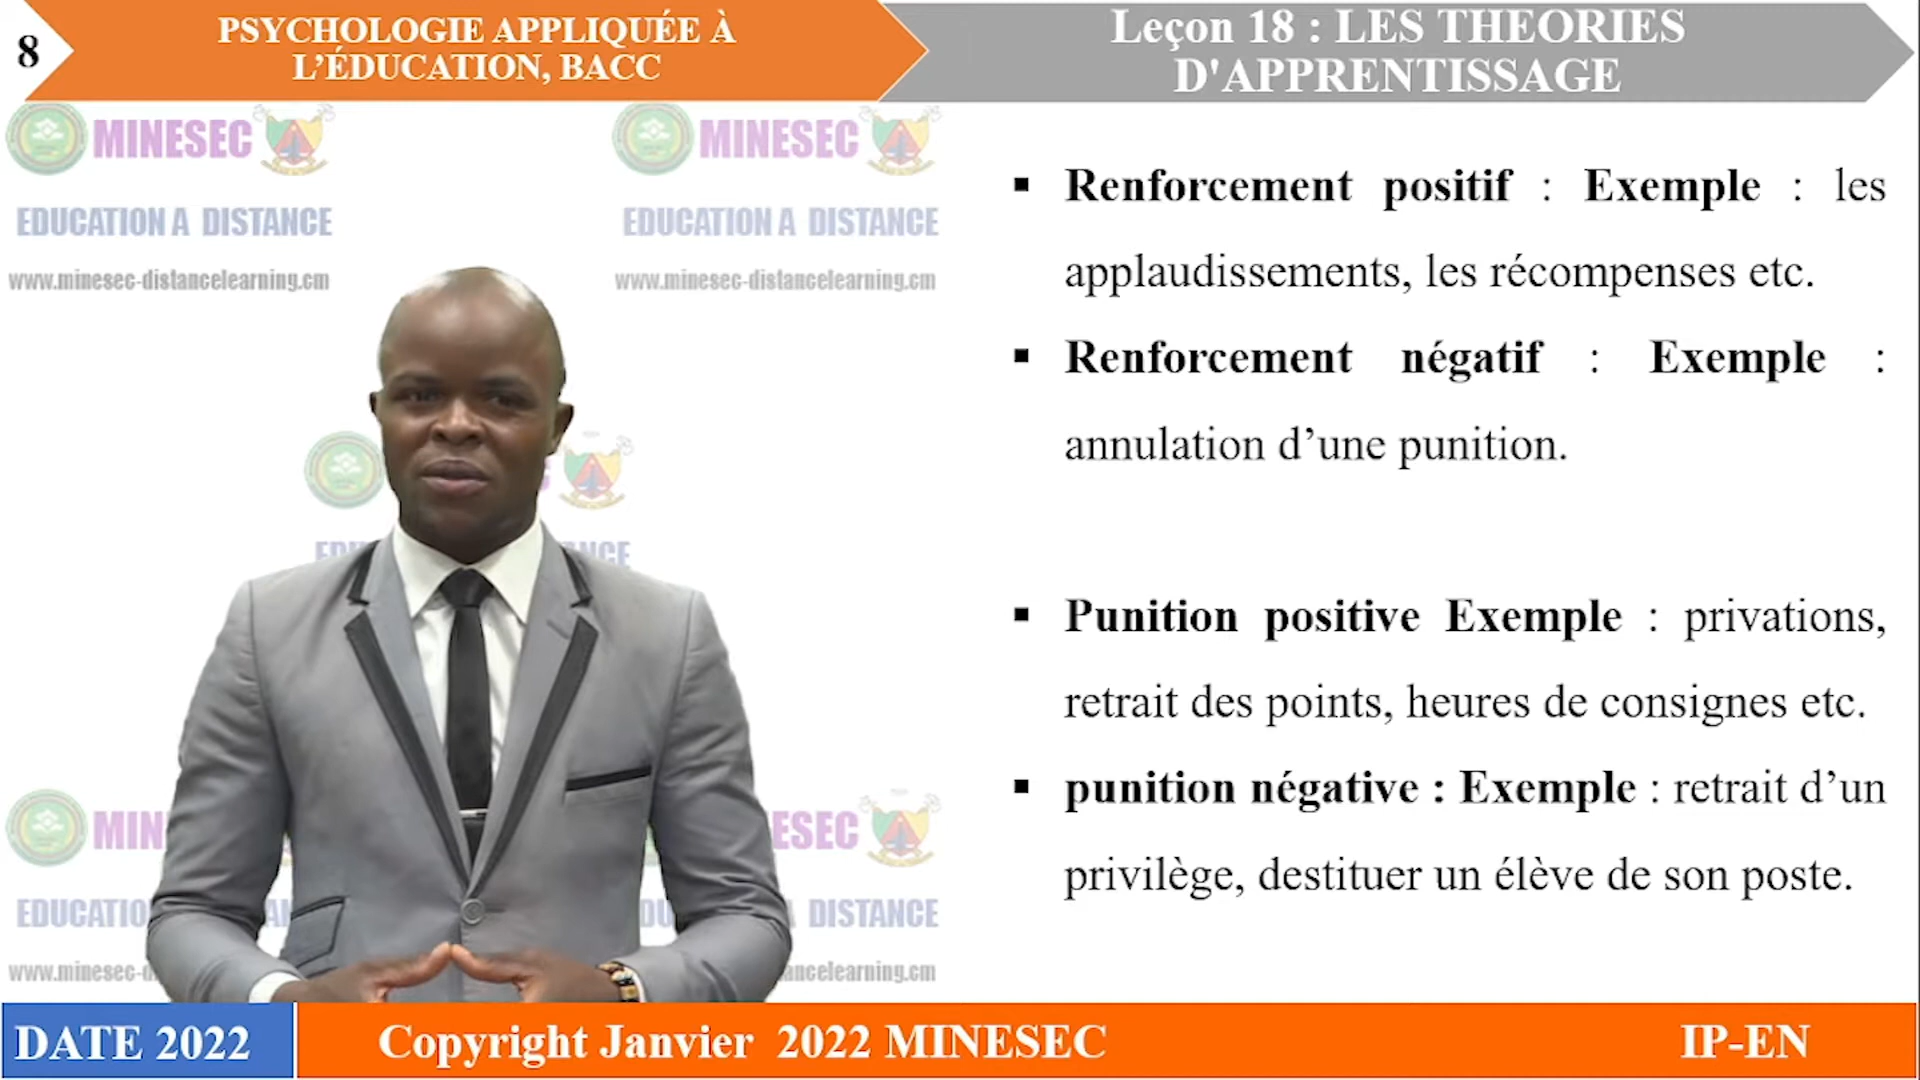 8
PSYCHOLOGIE APPLIQUÉE À
L’ÉDUCATION, BACC
Leçon 18 : LES THEORIES
D'APPRENTISSAGE
MINESEC
EDUCATION A DISTANCE
www.minesec-distancelearning.cm
MINESEC
EDUCATION A DISTANCE
www.minesec-distancelearning.cm
▪ Renforcement positif : Exemple : les
applaudissements, les récompenses etc.
▪ Renforcement négatif : Exemple :
annulation d’une punition.
▪ Punition positive Exemple : privations,
retrait des points, heures de consignes etc.
▪ punition négative : Exemple : retrait d’un
privilège, destituer un élève de son poste.
DATE 2022
Copyright Janvier 2022 MINESEC
IP-EN